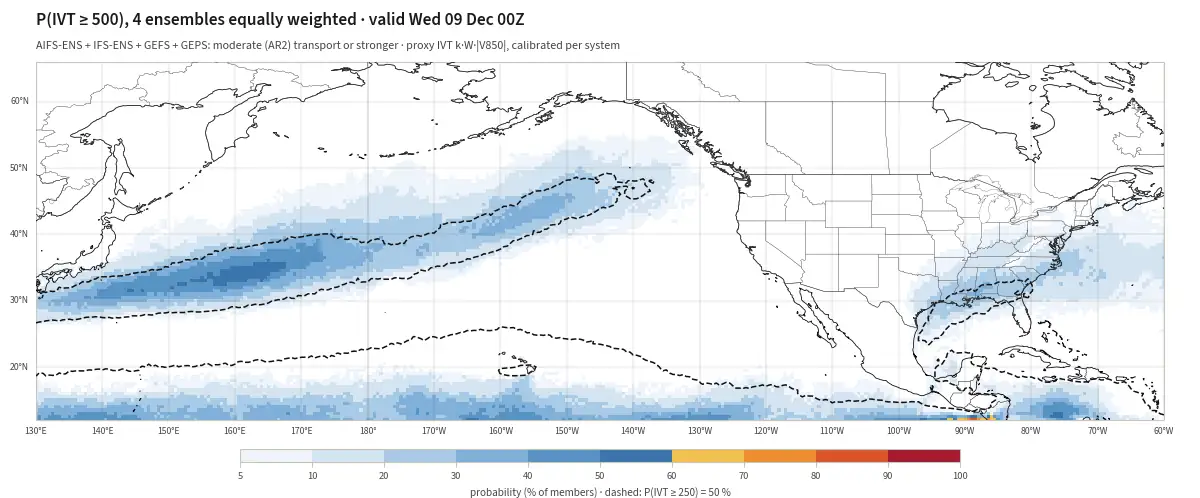 P(IVT ≥ 500), 4 ensembles equally weighted · valid Wed 09 Dec 00Z
AIFS-ENS + IFS-ENS + GEFS + GEPS: moderate (AR2) transport or stronger · proxy IVT k·W·|V850|, calibrated per system
60°N
50°N
40°N
30°N
20°N
130°E 140°E 150°E 160°E 170°E 180°E 170°W 160°W 150°W 140°W 130°W 120°W 110°W 100°W 90°W 80°W 70°W 60°W
5 10 20 30 40 50 60 70 80 90 100
probability (% of members) · dashed: P(IVT ≥ 250) = 50 %